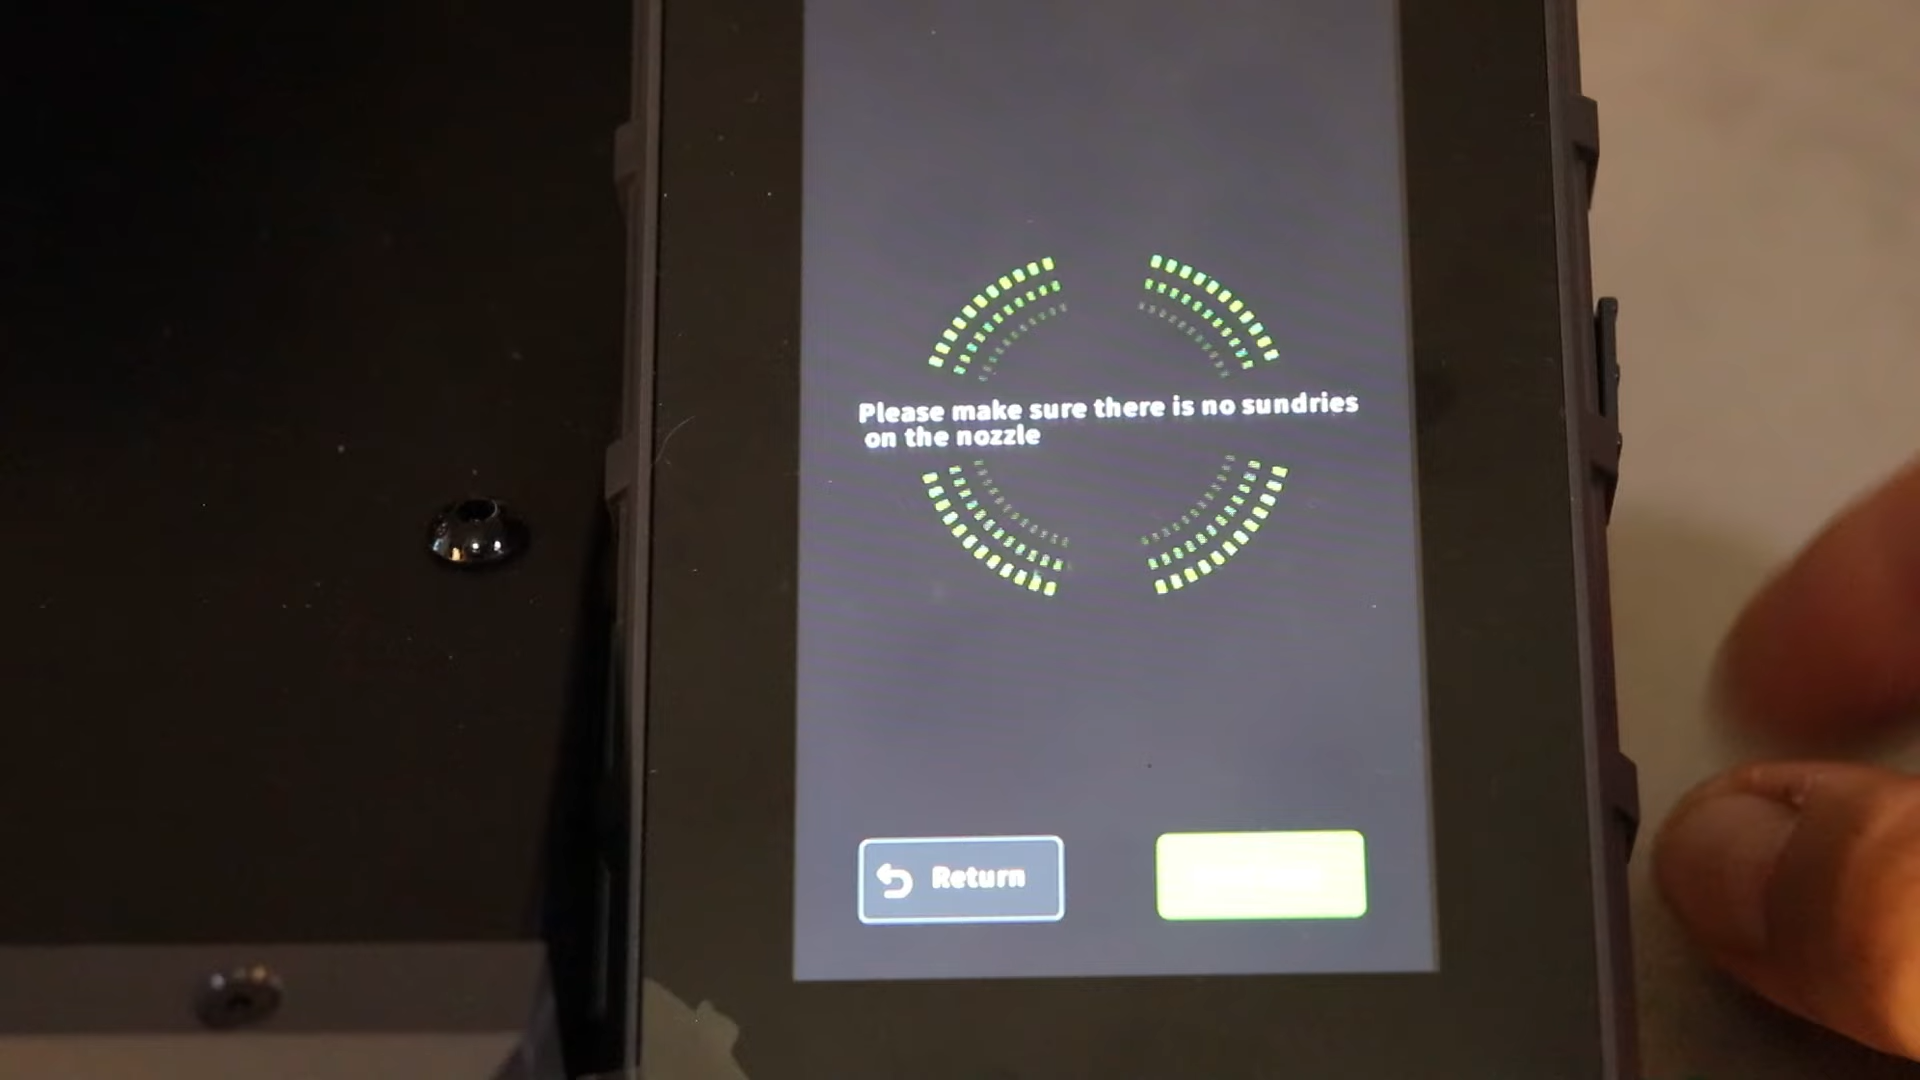 Please make sure there is no sundries
on the nozzle
Return